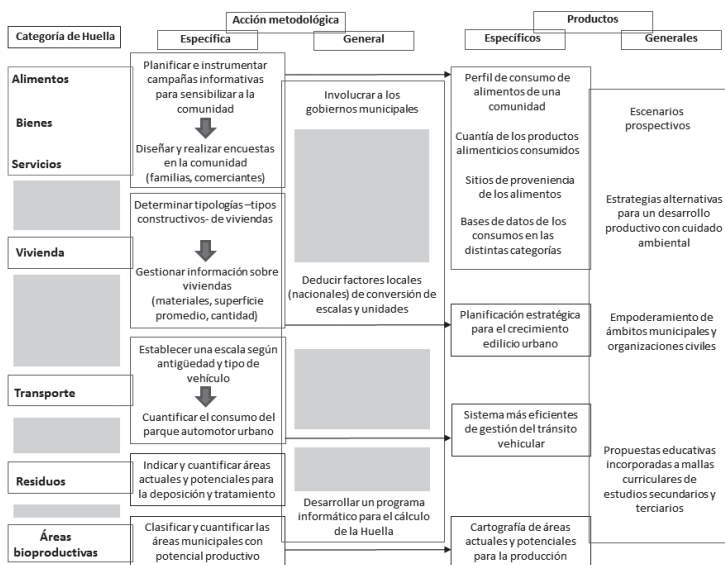 Acción metodológica
Productos
Categoría de Huella
Específica
General
Específicos
Generales
Alimentos
Bienes
Servicios
Vivienda
Transporte
Residuos
Áreas
bioproductivas
Planificar e instrumentar
campañas informativas
para sensibilizar a la
comunidad
Diseñar y realizar encuestas
en la comunidad
(familias, comerciantes)
Determinar tipologías –tipos
constructivos- de viviendas
Gestionar información sobre
viviendas
(materiales, superficie
promedio, cantidad)
Establecer una escala según
antigüedad y tipo de
vehículo
Cuantificar el consumo del
parque automotor urbano
Indicar y cuantificar áreas
actuales y potenciales para
la deposición y tratamiento
Clasificar y cuantificar las
áreas municipales con
potencial productivo
Involucrar a los
gobiernos municipales
Deducir factores locales
(nacionales) de conversión de
escalas y unidades
Desarrollar un programa
informático para el cálculo
de la Huella
Perfil de consumo de
alimentos de una
comunidad
Cuantía de los productos
alimenticios consumidos
Sitios de proveniencia
de los alimentos
Bases de datos de los
consumos en las
distintas categorías
Planificación estratégica
para el crecimiento
edilicio urbano
Sistema más eficientes
de gestión del tránsito
vehicular
Cartografía de áreas
actuales y potenciales
para la producción
Escenarios
prospectivos
Estrategias alternativas
para un desarrollo
productivo con cuidado
ambiental
Empoderamiento de
ámbitos municipales y
organizaciones civiles
Propuestas educativas
incorporadas a mallas
curriculares de
estudios secundarios y
terciarios